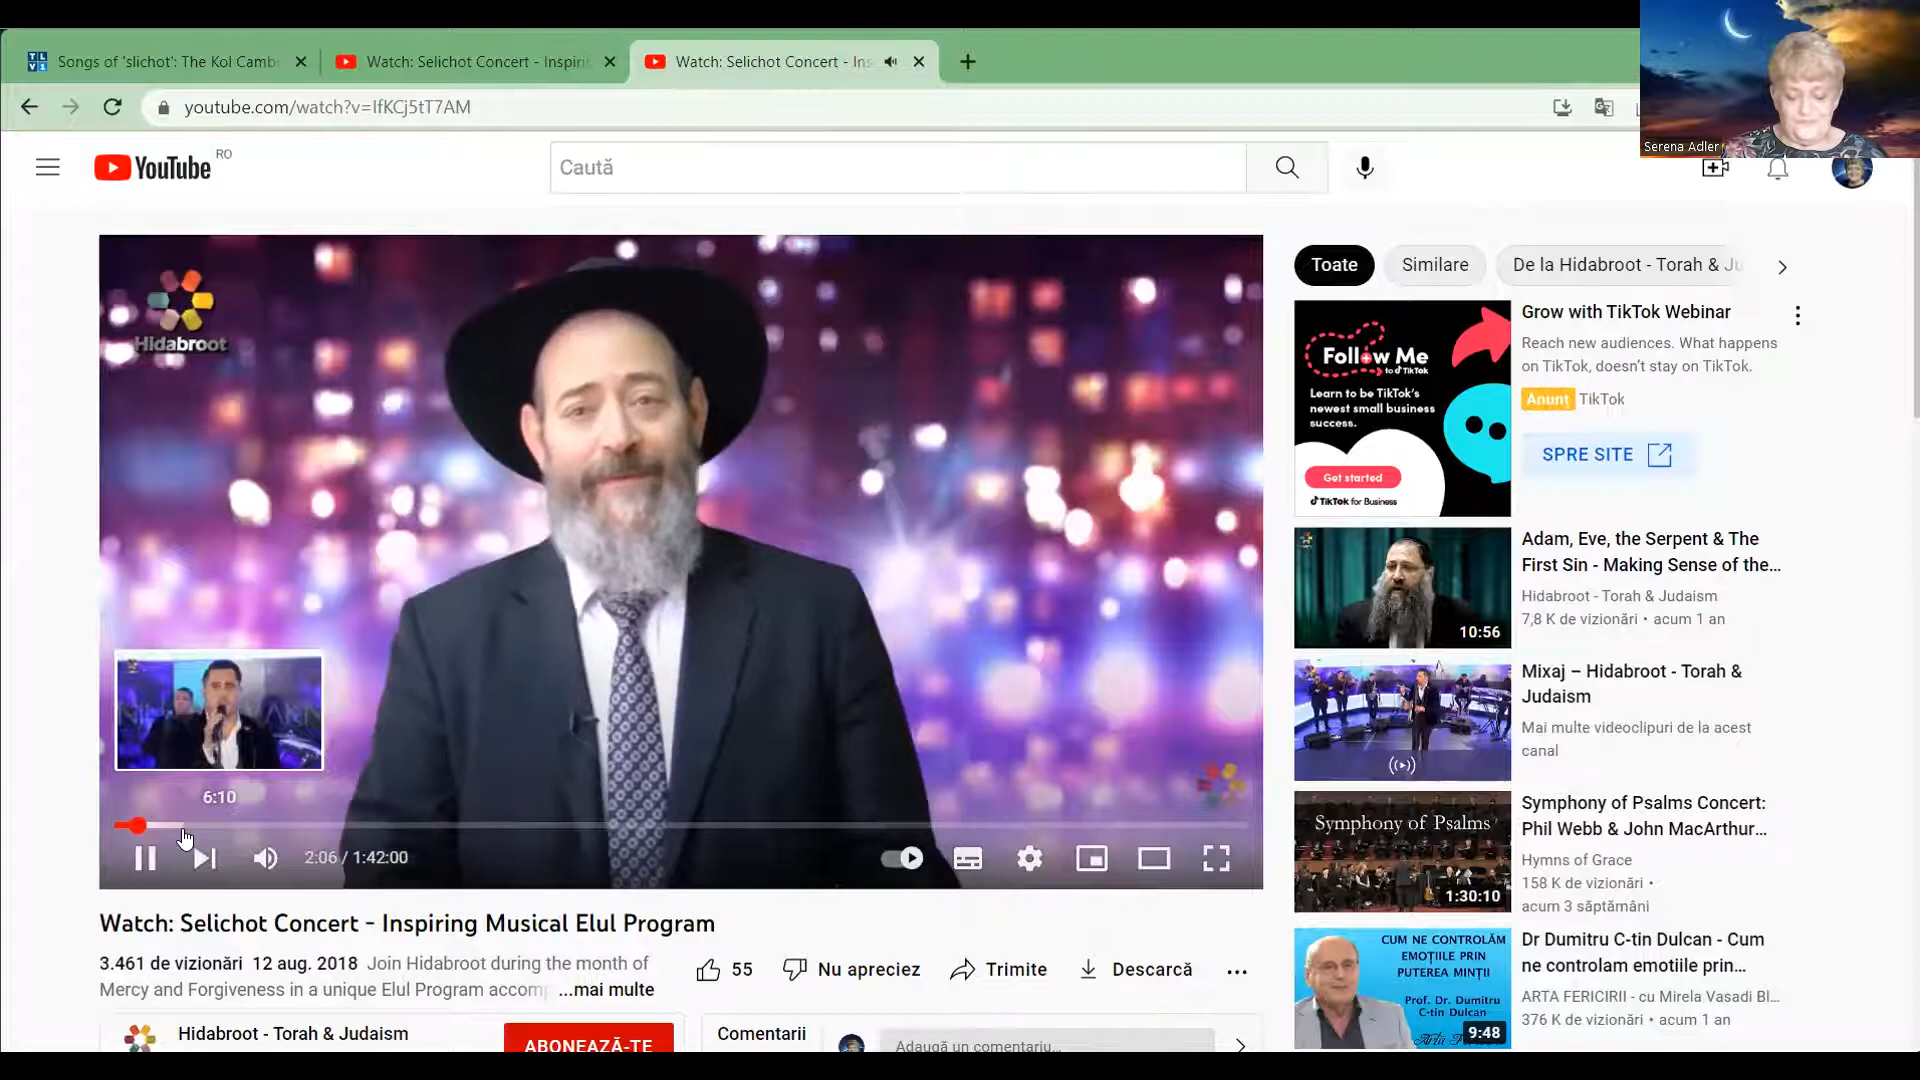 Songs of 'slichot': The Kol Camb
Watch: Selichot Concert - Inspiri
Watch: Selichot Concert - Ins
youtube.com/watch?v=IfKCj5tT7AM
Serena Adler
YouTube
RO
Caută
Hidabroot
6:10
2:06 / 1:42:00
Watch: Selichot Concert - Inspiring Musical Elul Program
3.461 de vizionări 12 aug. 2018 Join Hidabroot during the month of
Mercy and Forgiveness in a unique Elul Program accomp ...mai multe
55
Nu apreciez
Trimite
Descarcă
Hidabroot - Torah & Judaism
ABONEAZĂ-TE
Comentarii
Adaugă un comentariu...
Toate
Similare
De la Hidabroot - Torah & Ju
Follow Me
to TikTok
Learn to be TikTok's
newest small business
success.
Get started
TikTok for Business
Grow with TikTok Webinar
Reach new audiences. What happens
on TikTok, doesn't stay on TikTok.
Anunț TikTok
SPRE SITE
10:56
Adam, Eve, the Serpent & The
First Sin - Making Sense of the...
Hidabroot - Torah & Judaism
7,8 K de vizionări • acum 1 an
Mixaj – Hidabroot - Torah &
Judaism
Mai multe videoclipuri de la acest
canal
Symphony of Psalms
1:30:10
Symphony of Psalms Concert:
Phil Webb & John MacArthur...
Hymns of Grace
158 K de vizionări •
acum 3 săptămâni
CUM NE CONTROLĂM
EMOȚIILE PRIN
PUTEREA MINȚII
Prof. Dr. Dumitru
C-tin Dulcan
9:48
Dr Dumitru C-tin Dulcan - Cum
ne controlam emotiile prin...
ARTA FERICIRII - cu Mirela Vasadi Bl...
376 K de vizionări • acum 1 an